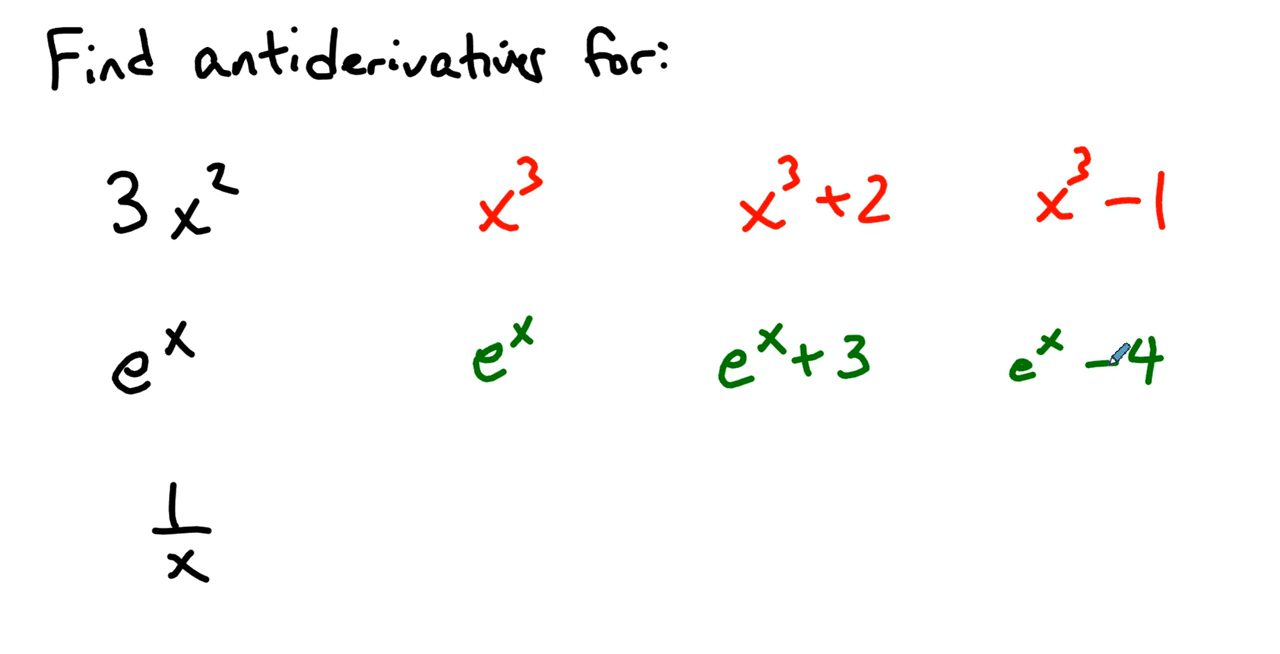 Find antiderivatives for:
3x² x³ x³+2 x³-1
eˣ eˣ eˣ+3 eˣ-4
1/x